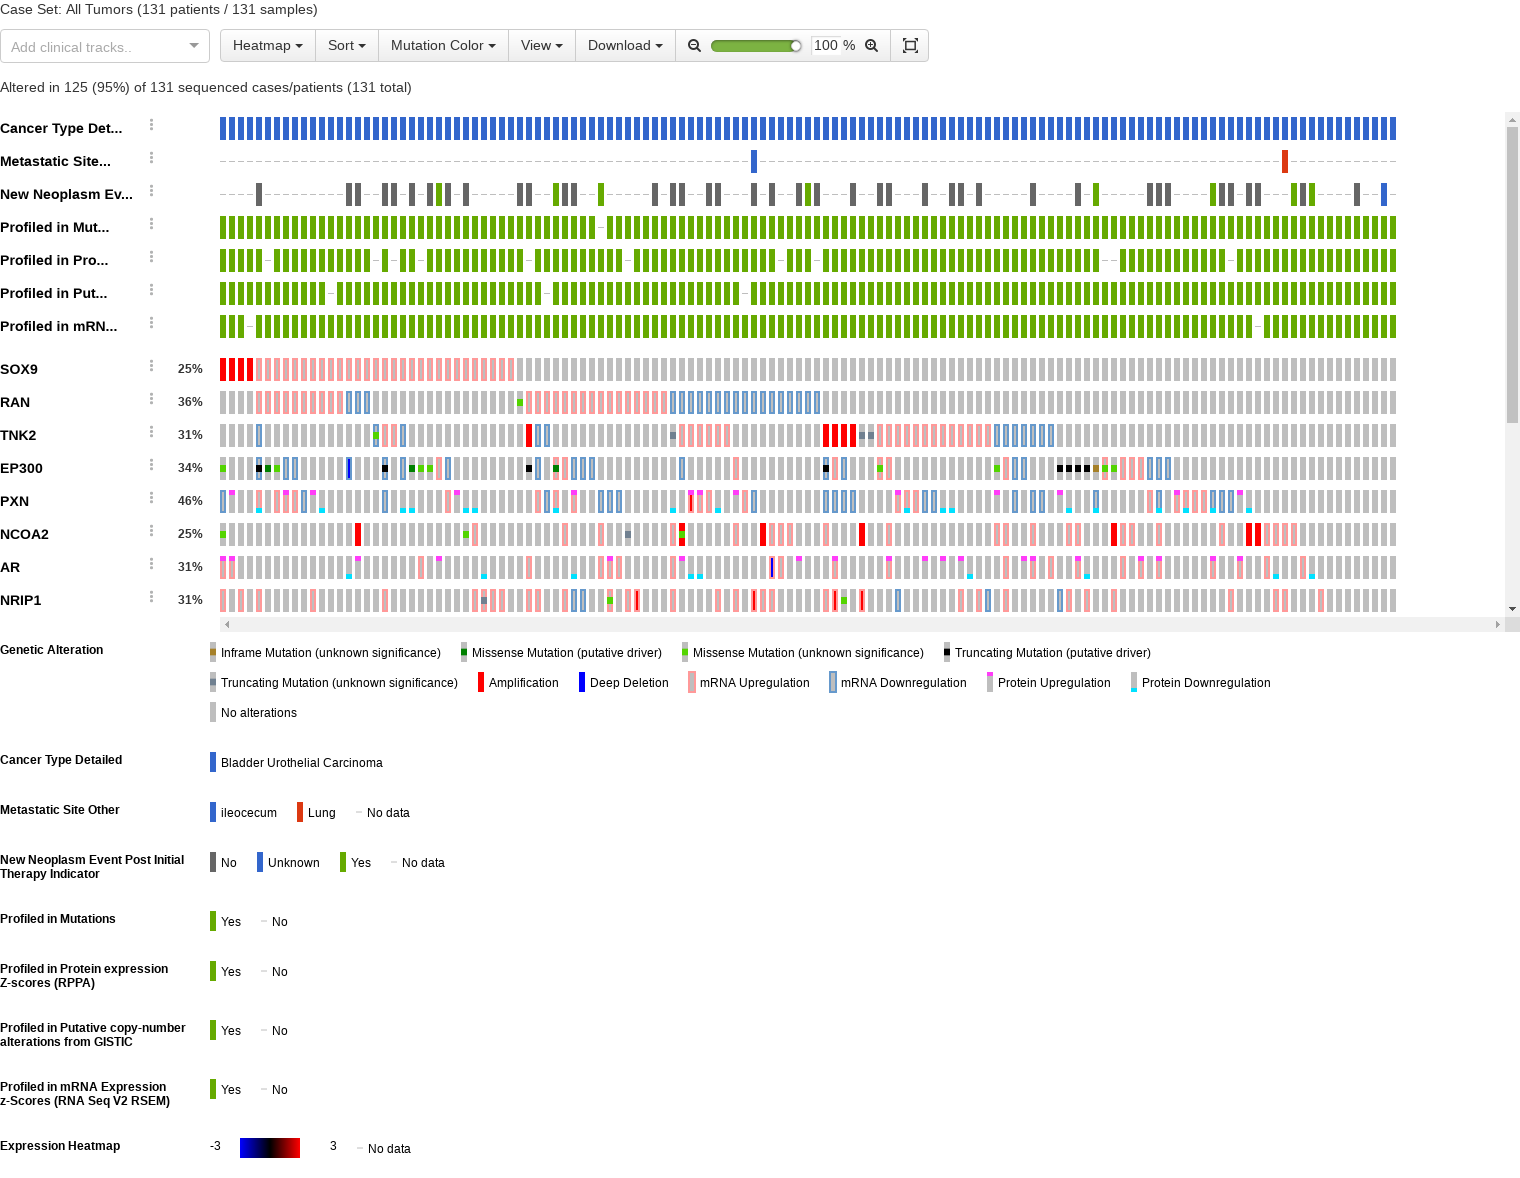 Case Set: All Tumors (131 patients / 131 samples)
Add clinical tracks.. Heatmap Sort Mutation Color View Download 100 %
Altered in 125 (95%) of 131 sequenced cases/patients (131 total)
Cancer Type Det...
Metastatic Site...
New Neoplasm Ev...
Profiled in Mut...
Profiled in Pro...
Profiled in Put...
Profiled in mRN...
SOX9 25%
RAN 36%
TNK2 31%
EP300 34%
PXN 46%
NCOA2 25%
AR 31%
NRIP1 31%
Genetic Alteration Inframe Mutation (unknown significance) Missense Mutation (putative driver) Missense Mutation (unknown significance) Truncating Mutation (putative driver)
Truncating Mutation (unknown significance) Amplification Deep Deletion mRNA Upregulation mRNA Downregulation Protein Upregulation Protein Downregulation
No alterations
Cancer Type Detailed Bladder Urothelial Carcinoma
Metastatic Site Other ileocecum Lung No data
New Neoplasm Event Post Initial
Therapy Indicator No Unknown Yes No data
Profiled in Mutations Yes No
Profiled in Protein expression
Z-scores (RPPA) Yes No
Profiled in Putative copy-number
alterations from GISTIC Yes No
Profiled in mRNA Expression
z-Scores (RNA Seq V2 RSEM) Yes No
Expression Heatmap -3 3 No data